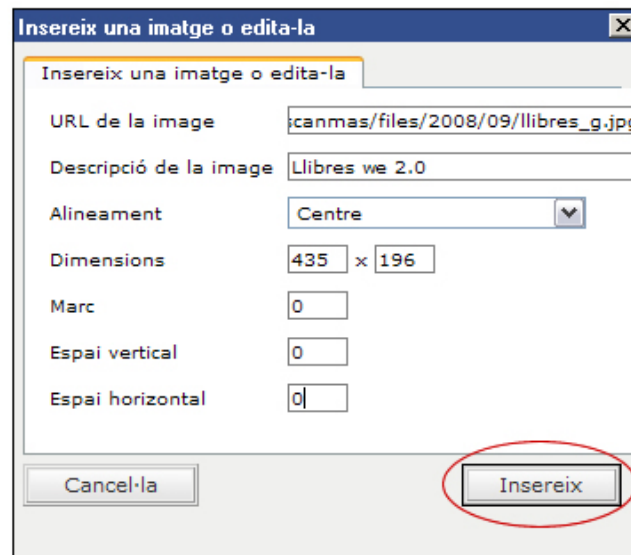 Insereix una imatge o edita-la
Insereix una imatge o edita-la
URL de la image scanmas/files/2008/09/llibres_g.jpg
Descripció de la image Llibres we 2.0
Alineament Centre
Dimensions 435 x 196
Marc 0
Espai vertical 0
Espai horizontal 0
Cancel·la Insereix